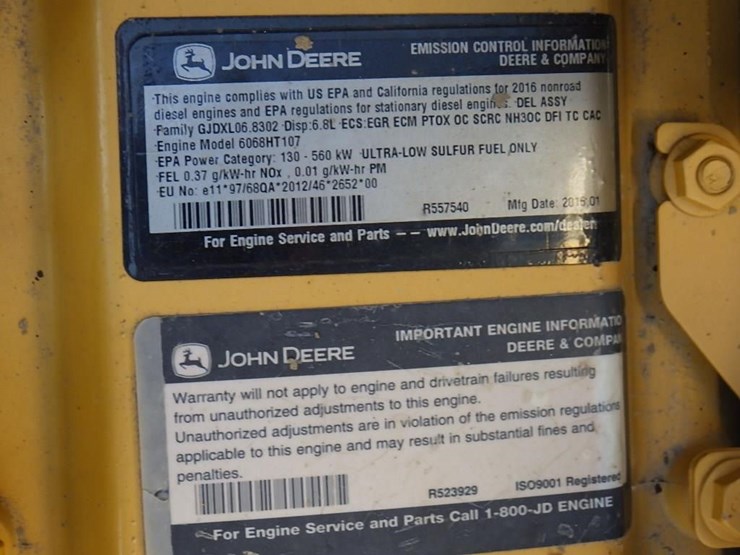 JOHN DEERE
EMISSION CONTROL INFORMATION
DEERE & COMPANY
This engine complies with US EPA and California regulations for 2016 nonroad
diesel engines and EPA regulations for stationary diesel engines. DEL ASSY
Family GJDXL06.8302 Disp:6.8L ECS:EGR ECM PTOX OC SCRC NH3OC DFI TC CAC
Engine Model 6068HT107
EPA Power Category: 130 - 560 kW ULTRA-LOW SULFUR FUEL ONLY
FEL 0.37 g/kW-hr NOx , 0.01 g/kW-hr PM
EU No: e11*97/68QA*2012/46*2652*00
R557540 Mfg Date: 2016.01
For Engine Service and Parts -- www.JohnDeere.com/dealer
JOHN DEERE
IMPORTANT ENGINE INFORMATIO
DEERE & COMPAN
Warranty will not apply to engine and drivetrain failures resulting
from unauthorized adjustments to this engine.
Unauthorized adjustments are in violation of the emission regulations
applicable to this engine and may result in substantial fines and
penalties.
R523929 ISO9001 Registered
For Engine Service and Parts Call 1-800-JD ENGINE